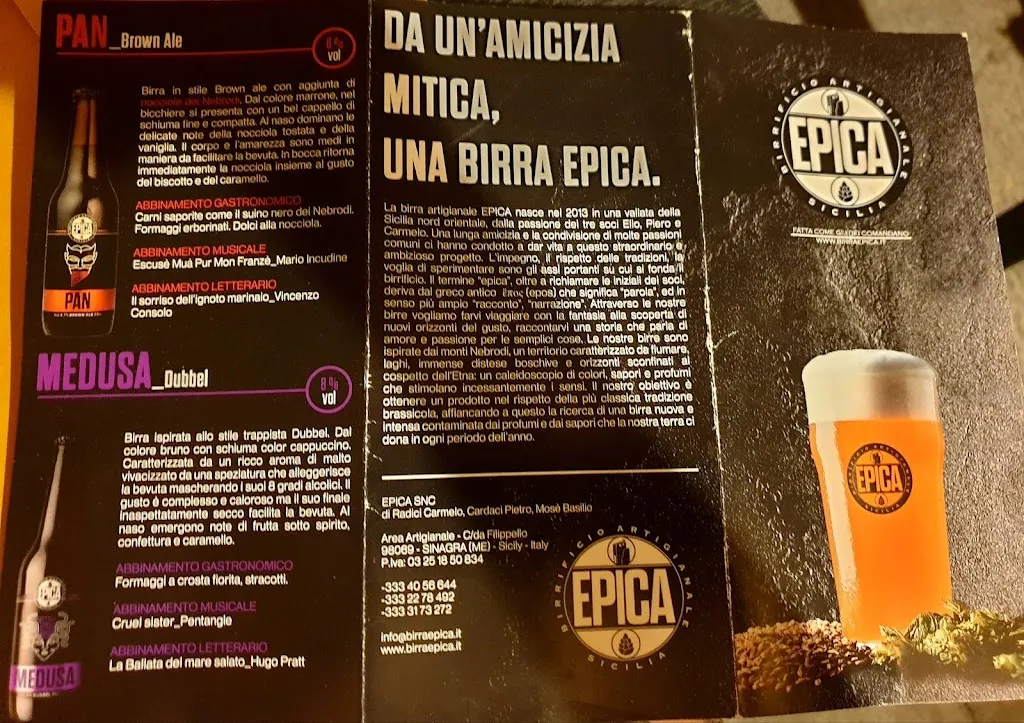 PAN_Brown Ale
6% vol
Birra in stile Brown ale con aggiunta di
nocciole dei Nebrodi. Dal colore marrone, nel
bicchiere si presenta con un bel cappello di
schiuma fine e compatta. Al naso dominano le
delicate note della nocciola tostata e della
vaniglia. Il corpo e l'amarezza sono medi in
maniera da facilitare la bevuta. In bocca ritorna
immediatamente la nocciola insieme al gusto
del biscotto e del caramello.
ABBINAMENTO GASTRONOMICO
Carni saporite come il suino nero dei Nebrodi.
Formaggi erborinati. Dolci alla nocciola.
ABBINAMENTO MUSICALE
Escusè Muà Pur Mon Franzé_Mario Incudine
ABBINAMENTO LETTERARIO
Il sorriso dell'ignoto marinaio_Vincenzo
Consolo
EPICA
PAN
MEDUSA_Dubbel
8% vol
Birra ispirata allo stile trappista Dubbel. Dal
colore bruno con schiuma color cappuccino.
Caratterizzata da un ricco aroma di malto
vivacizzato da una speziatura che alleggerisce
la bevuta mascherando i suoi 8 gradi alcolici. Il
gusto è complesso e caloroso ma il suo finale
inaspettatamente secco facilita la bevuta. Al
naso emergono note di frutta sotto spirito,
confettura e caramello.
ABBINAMENTO GASTRONOMICO
Formaggi a crosta fiorita, stracotti.
ABBINAMENTO MUSICALE
Cruel sister_Pentangle
ABBINAMENTO LETTERARIO
La Ballata del mare salato_Hugo Pratt
EPICA
MEDUSA
DA UN'AMICIZIA
MITICA,
UNA BIRRA EPICA.
La birra artigianale EPICA nasce nel 2013 in una vallata della
Sicilia nord orientale, dalla passione dei tre soci Elio, Piero e
Carmelo. Una lunga amicizia e la condivisione di molte passioni
comuni ci hanno condotto a dar vita a questo straordinario e
ambizioso progetto. L'impegno, il rispetto delle tradizioni, la
voglia di sperimentare sono gli assi portanti su cui si fonda il
birrificio. Il termine "epica", oltre a richiamare le iniziali dei soci,
deriva dal greco antico ἔπος (epos) che significa "parola", ed in
senso più ampio "racconto", "narrazione". Attraverso le nostre
birre vogliamo farvi viaggiare con la fantasia alla scoperta di
nuovi orizzonti del gusto, raccontarvi una storia che parla di
amore e passione per le semplici cose. Le nostre birre sono
ispirate dai monti Nebrodi, un territorio caratterizzato da fiumare,
laghi, immense distese boschive e orizzonti sconfinati al
cospetto dell'Etna: un caleidoscopio di colori, sapori e profumi
che stimolano incessantemente i sensi. Il nostro obiettivo è
ottenere un prodotto nel rispetto della più classica tradizione
brassicola, affiancando a questo la ricerca di una birra nuova e
intensa contaminata dai profumi e dai sapori che la nostra terra ci
dona in ogni periodo dell'anno.
EPICA SNC
di Radici Carmelo, Cardaci Pietro, Mosè Basilio
Area Artigianale - C/da Filippello
98069 - SINAGRA (ME) - Sicily - Italy
P.iva: 03 25 18 50 834
-333 40 56 644
-333 22 76 492
-333 31 73 272
info@birraepica.it
www.birraepica.it
BIRRIFICIO ARTIGIANALE
EPICA
SICILIA
BIRRIFICIO ARTIGIANALE
EPICA
SICILIA
FATTA COME GLI DEI COMANDANO
WWW.BIRRAEPICA.IT
BIRRIFICIO ARTIGIANALE
EPICA
SICILIA